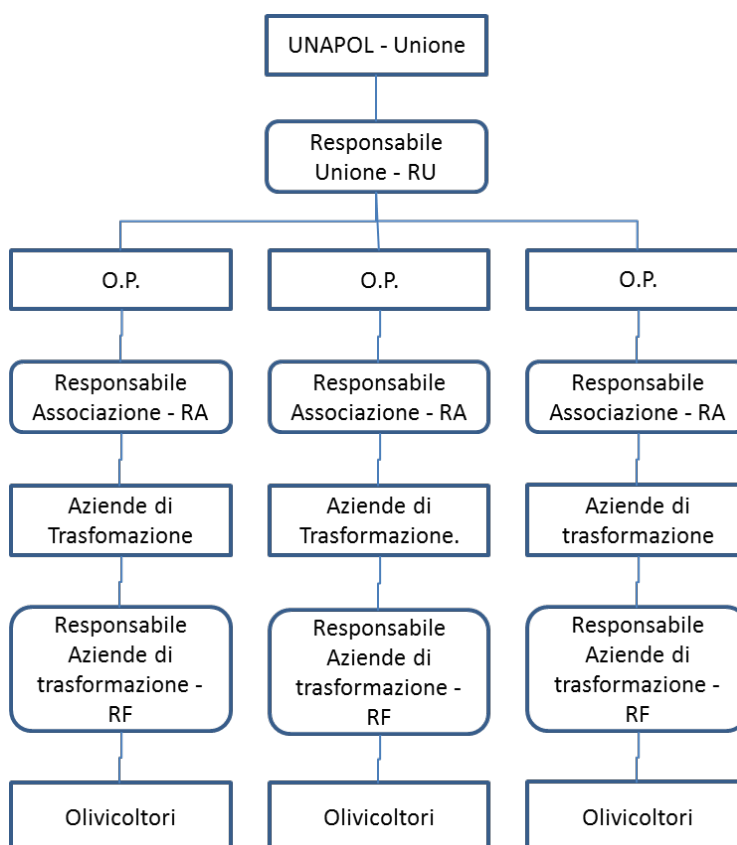 UNAPOL - Unione
Responsabile
Unione - RU
O.P.
O.P.
O.P.
Responsabile
Associazione - RA
Responsabile
Associazione - RA
Responsabile
Associazione - RA
Aziende di
Trasfomazione
Aziende di
Trasformazione.
Aziende di
trasformazione
Responsabile
Aziende di
trasformazione -
RF
Responsabile
Aziende di
trasformazione -
RF
Responsabile
Aziende di
trasformazione -
RF
Olivicoltori
Olivicoltori
Olivicoltori